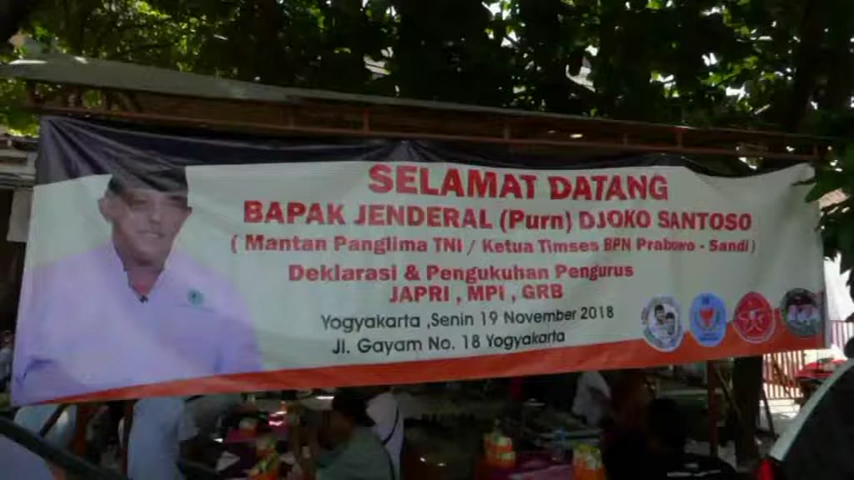 SELAMAT DATANG
BAPAK JENDERAL (Purn) DJOKO SANTOSO
( Mantan Panglima TNI / Ketua Timses BPN Prabowo - Sandi )
Deklarasi & Pengukuhan Pengurus
JAPRI , MPI , GRB
Yogyakarta ,Senin 19 November 2018
Jl. Gayam No. 18 Yogyakarta